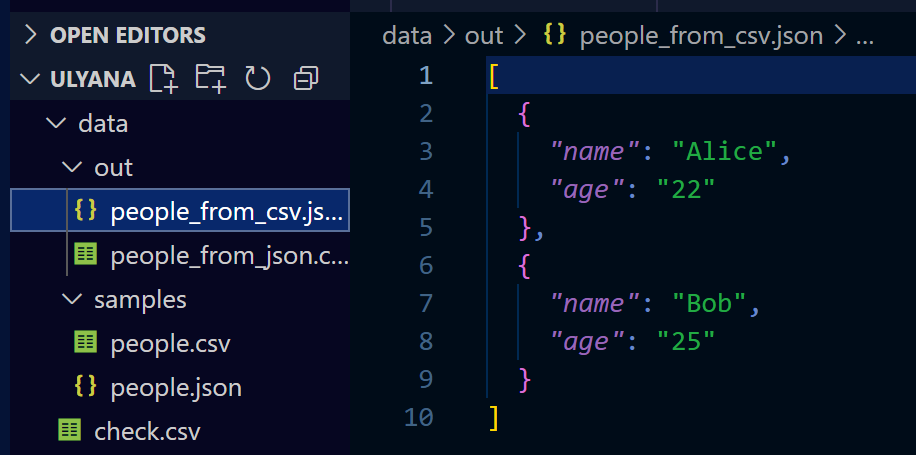 OPEN EDITORS
ULYANA
data
out
people_from_csv.js...
people_from_json.c...
samples
people.csv
people.json
check.csv
data > out > {} people_from_csv.json > ...
1 [
2 {
3 "name": "Alice",
4 "age": "22"
5 },
6 {
7 "name": "Bob",
8 "age": "25"
9 }
10 ]